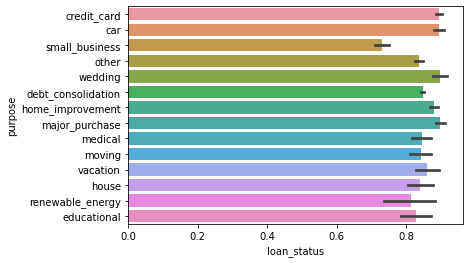 credit_card
car
small_business
other
wedding
debt_consolidation
home_improvement
major_purchase
medical
moving
vacation
house
renewable_energy
educational
purpose
0.0 0.2 0.4 0.6 0.8
loan_status